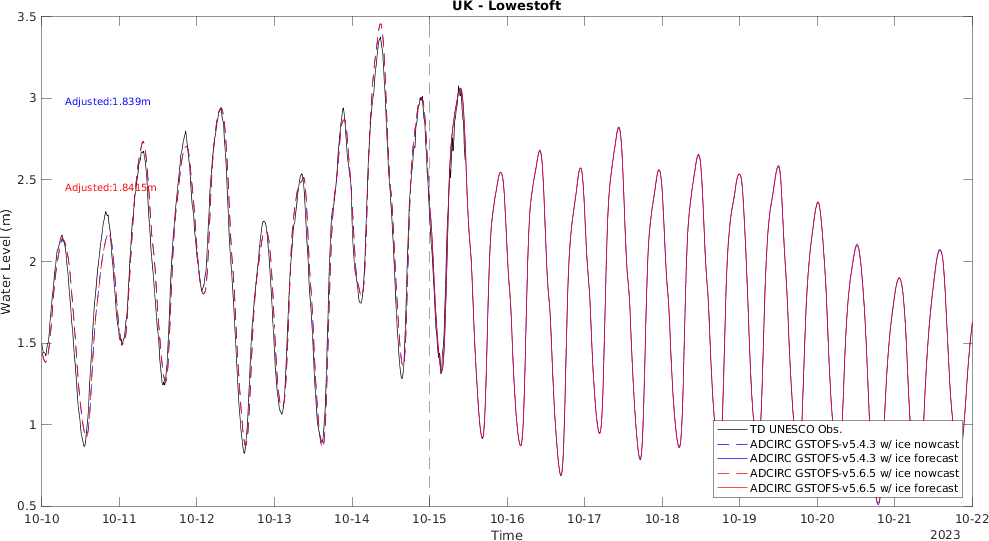 UK - Lowestoft
3.5
3
2.5
2
1.5
1
0.5
Water Level (m)
Adjusted:1.839m
Adjusted:1.8415m
TD UNESCO Obs.
ADCIRC GSTOFS-v5.4.3 w/ ice nowcast
ADCIRC GSTOFS-v5.4.3 w/ ice forecast
ADCIRC GSTOFS-v5.6.5 w/ ice nowcast
ADCIRC GSTOFS-v5.6.5 w/ ice forecast
10-10 10-11 10-12 10-13 10-14 10-15 10-16 10-17 10-18 10-19 10-20 10-21 10-22
Time
2023